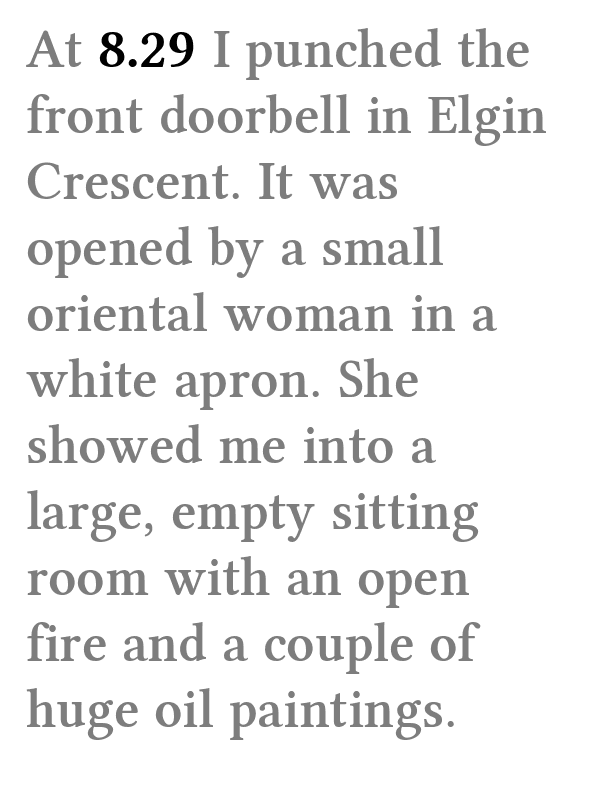 At 8.29 I punched the
front doorbell in Elgin
Crescent. It was
opened by a small
oriental woman in a
white apron. She
showed me into a
large, empty sitting
room with an open
fire and a couple of
huge oil paintings.